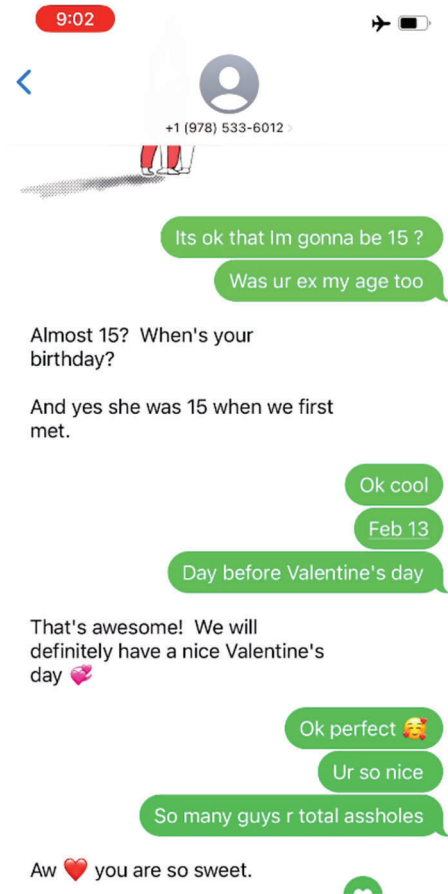 9:02
+1 (978) 533-6012
Its ok that Im gonna be 15 ?
Was ur ex my age too
Almost 15? When's your
birthday?
And yes she was 15 when we first
met.
Ok cool
Feb 13
Day before Valentine's day
That's awesome! We will
definitely have a nice Valentine's
day 💞
Ok perfect 🥰
Ur so nice
So many guys r total assholes
Aw ❤️ you are so sweet.